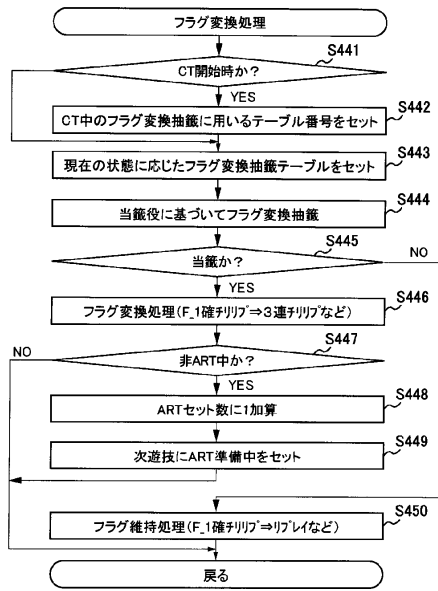 フラグ変換処理
S441
CT開始時か?
YES
S442
CT中のフラグ変換抽籤に用いるテーブル番号をセット
S443
現在の状態に応じたフラグ変換抽籤テーブルをセット
S444
当籤役に基づいてフラグ変換抽籤
S445
当籤か?
NO
YES
S446
フラグ変換処理(F_1確チリリプ⇒3連チリリプなど)
S447
NO
非ART中か?
YES
S448
ARTセット数に1加算
S449
次遊技にART準備中をセット
S450
フラグ維持処理(F_1確チリリプ⇒リプレイなど)
戻る